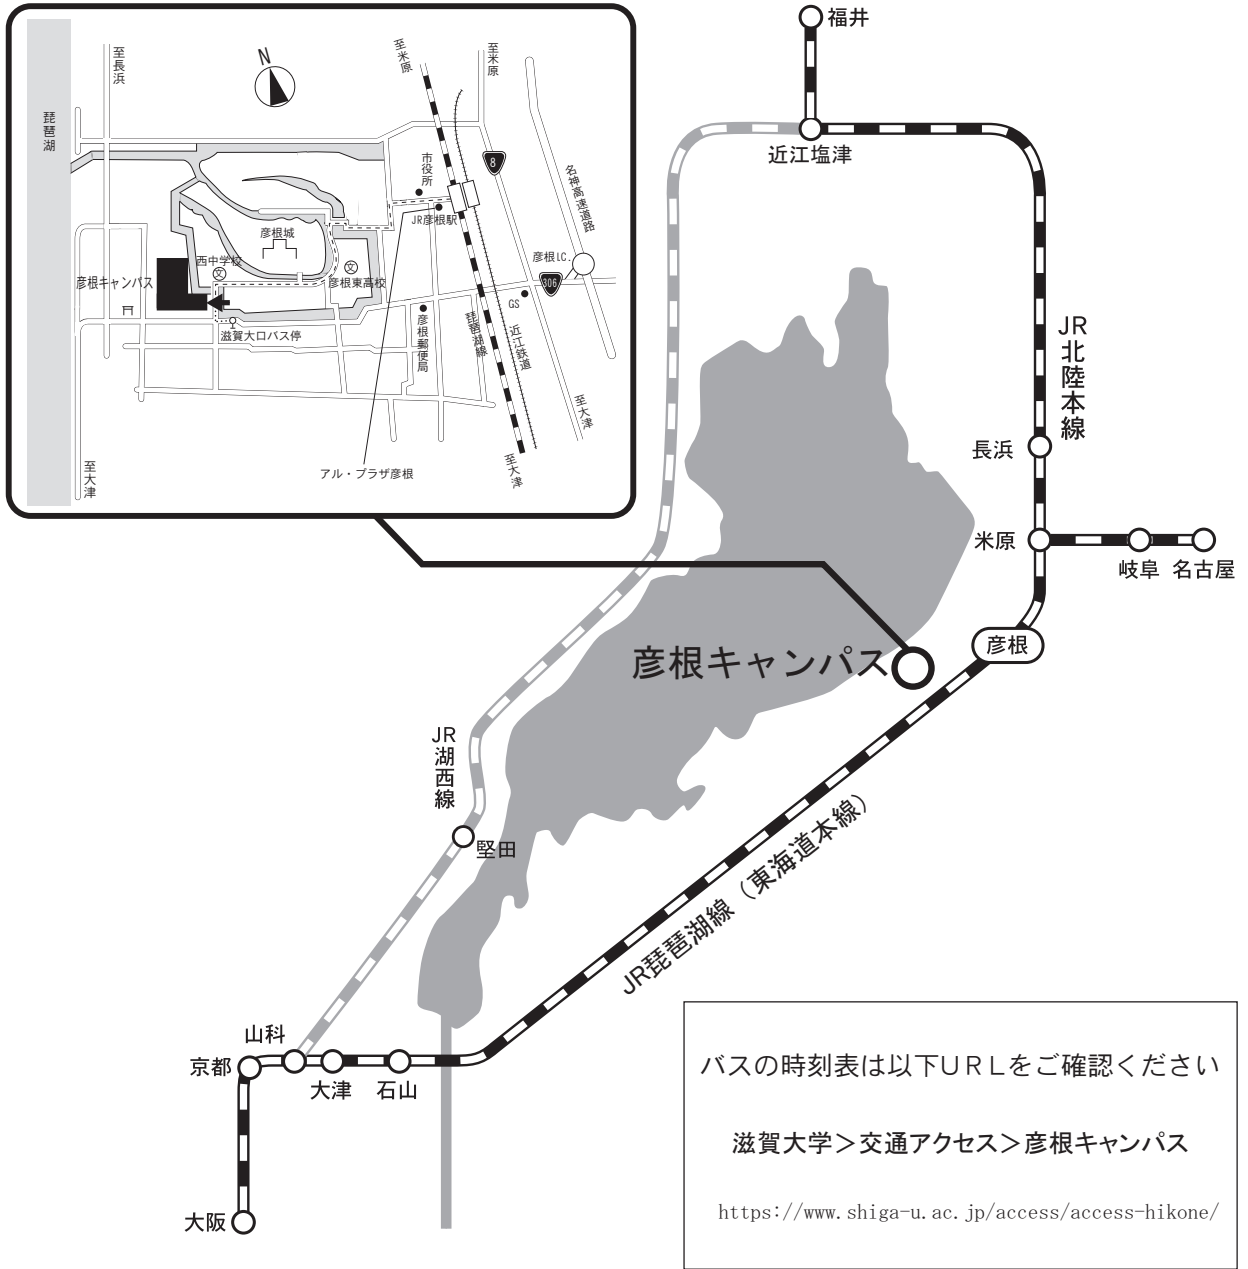 N
至長浜
至米原
至米原
琵琶湖
市役所
8
名神高速道路
JR彦根駅
彦根城
彦根I.C.
西中学校
文
文
彦根キャンパス
彦根東高校
306
GS
滋賀大口バス停
彦根郵便局
琵琶湖線
近江鉄道
至大津
至大津
至大津
アル・プラザ彦根
福井
近江塩津
JR北陸本線
長浜
米原
岐阜
名古屋
彦根
彦根キャンパス
JR湖西線
堅田
JR琵琶湖線（東海道本線）
山科
京都
大津
石山
大阪
バスの時刻表は以下URLをご確認ください
滋賀大学＞交通アクセス＞彦根キャンパス
https://www.shiga-u.ac.jp/access/access-hikone/